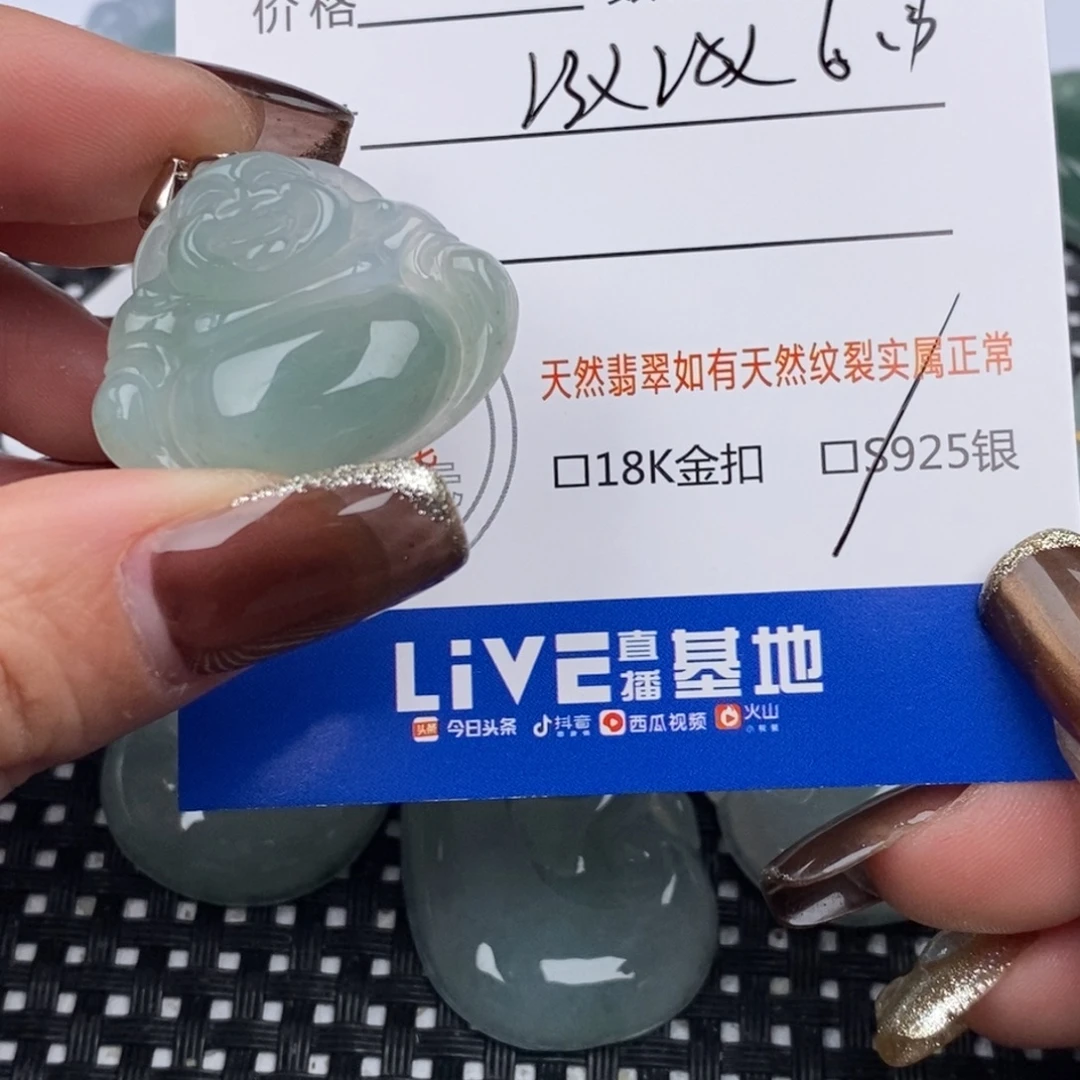 价格
天然翡翠如有天然纹裂实属正常
□18K金扣 □S925银
LiVE直播基地
今日头条 抖音 西瓜视频 火山